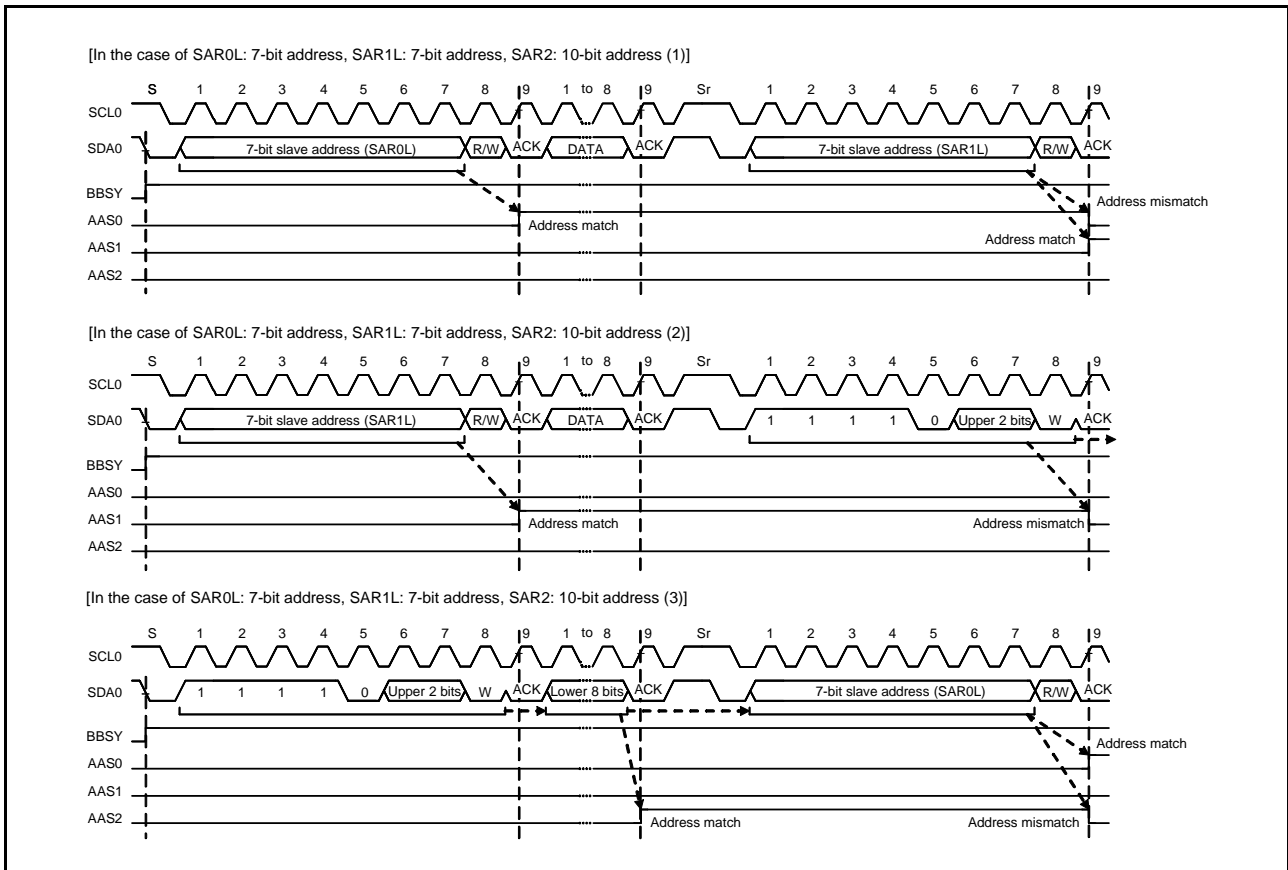 [In the case of SAR0L: 7-bit address, SAR1L: 7-bit address, SAR2: 10-bit address (1)]
S 1 2 3 4 5 6 7 8 9 1 to 8 9 Sr 1 2 3 4 5 6 7 8 9
SCL0
SDA0 7-bit slave address (SAR0L) R/W ACK DATA ACK 7-bit slave address (SAR1L) R/W ACK
BBSY
Address mismatch
AAS0
Address match
AAS1
Address match
AAS2
[In the case of SAR0L: 7-bit address, SAR1L: 7-bit address, SAR2: 10-bit address (2)]
S 1 2 3 4 5 6 7 8 9 1 to 8 9 Sr 1 2 3 4 5 6 7 8 9
SCL0
SDA0 7-bit slave address (SAR1L) R/W ACK DATA ACK 1 1 1 1 0 Upper 2 bits W ACK
BBSY
AAS0
AAS1 Address match Address mismatch
AAS2
[In the case of SAR0L: 7-bit address, SAR1L: 7-bit address, SAR2: 10-bit address (3)]
S 1 2 3 4 5 6 7 8 9 1 to 8 9 Sr 1 2 3 4 5 6 7 8 9
SCL0
SDA0 1 1 1 1 0 Upper 2 bits W ACK Lower 8 bits ACK 7-bit slave address (SAR0L) R/W ACK
BBSY
Address match
AAS0
AAS1
AAS2 Address match Address mismatch